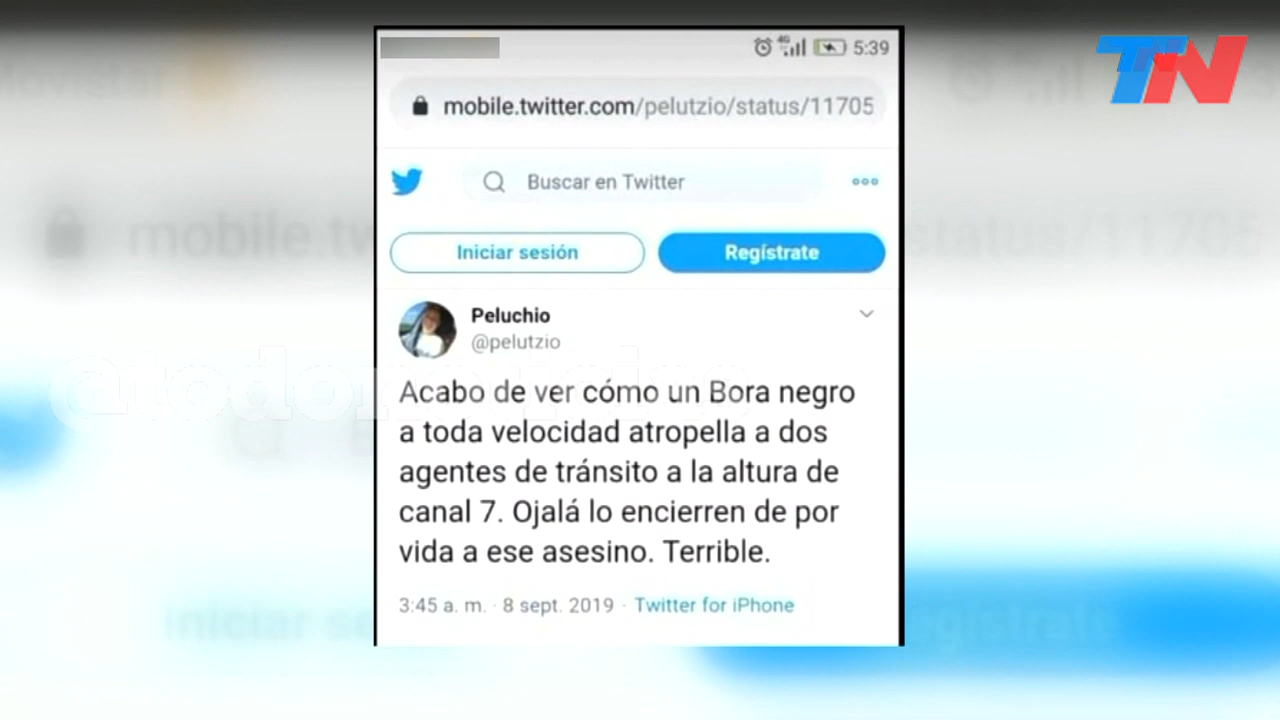 TN
5:39
mobile.twitter.com/pelutzio/status/11705
Buscar en Twitter
Iniciar sesión
Regístrate
Peluchio
@pelutzio
Acabo de ver cómo un Bora negro
a toda velocidad atropella a dos
agentes de tránsito a la altura de
canal 7. Ojalá lo encierren de por
vida a ese asesino. Terrible.
3:45 a. m. · 8 sept. 2019 · Twitter for iPhone